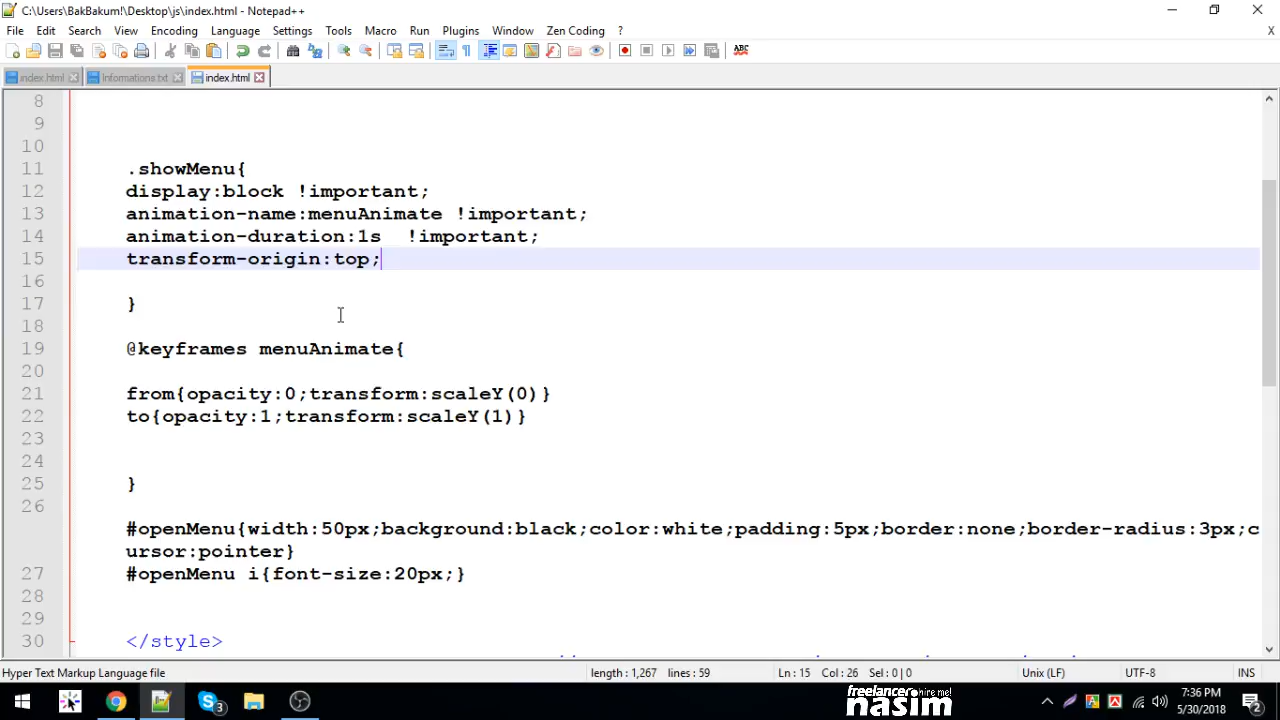 C:\Users\BakBakum!\Desktop\js\index.html - Notepad++
File Edit Search View Encoding Language Settings Tools Macro Run Plugins Window Zen Coding ? X
ABC
index.html Informations.txt index.html
8
9
10
11 .showMenu{
12 display:block !important;
13 animation-name:menuAnimate !important;
14 animation-duration:1s  !important;
15 transform-origin:top;
16
17 }
18
19 @keyframes menuAnimate{
20
21 from{opacity:0;transform:scaleY(0)}
22 to{opacity:1;transform:scaleY(1)}
23
24
25 }
26
#openMenu{width:50px;background:black;color:white;padding:5px;border:none;border-radius:3px;c
ursor:pointer}
27 #openMenu i{font-size:20px;}
28
29
30 </style>
Hyper Text Markup Language file length : 1,267 lines : 59 Ln : 15 Col : 26 Sel : 0 | 0 Unix (LF) UTF-8 INS
3 freelancer hire me! nasim 7:36 PM
5/30/2018 2